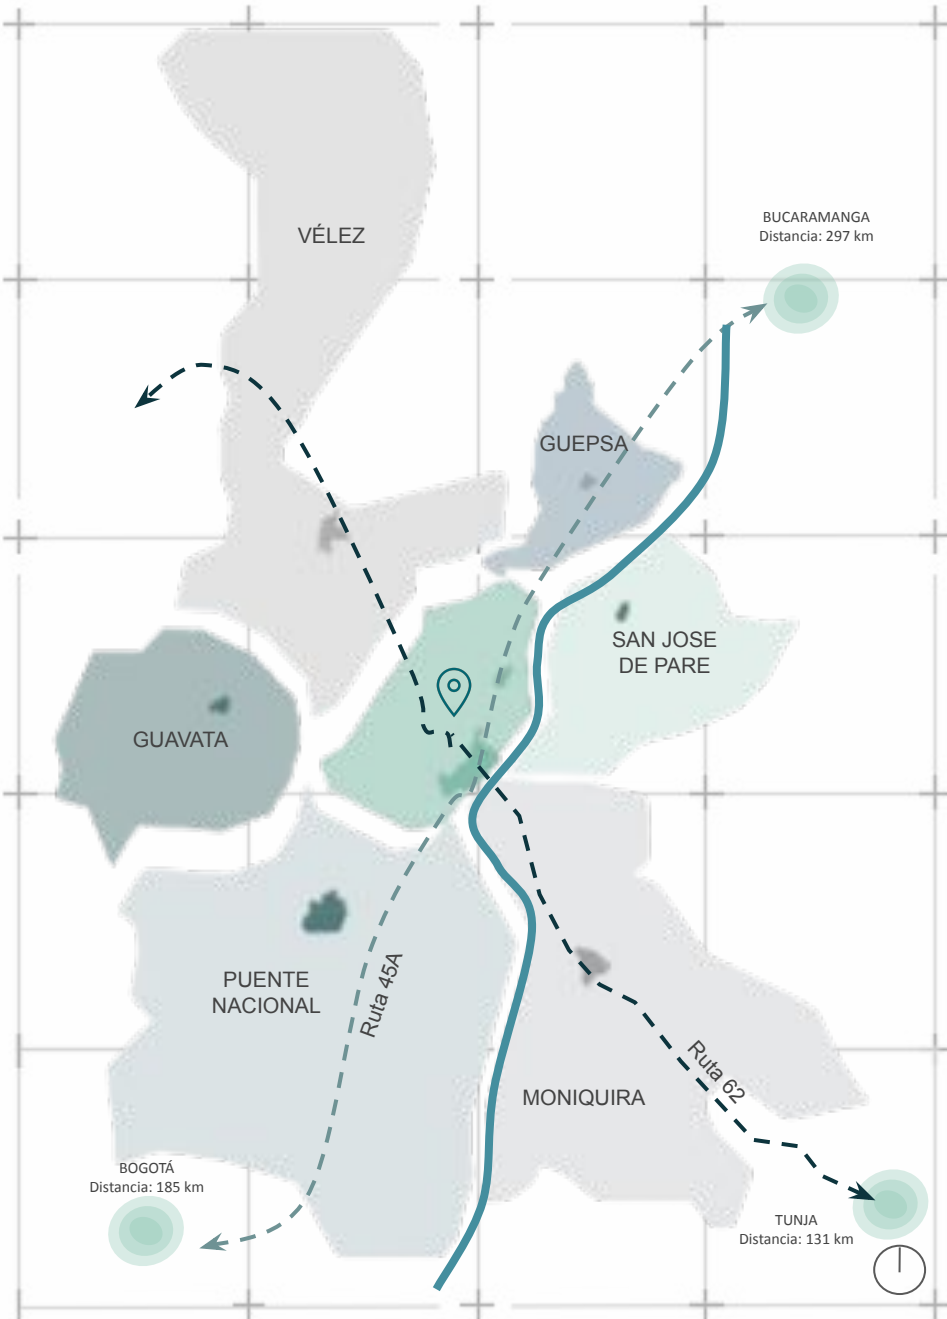 BUCARAMANGA
Distancia: 297 km
VÉLEZ
GUEPSA
SAN JOSE
DE PARE
GUAVATA
PUENTE
NACIONAL
Ruta 45A
Ruta 62
MONIQUIRA
BOGOTÁ
Distancia: 185 km
TUNJA
Distancia: 131 km